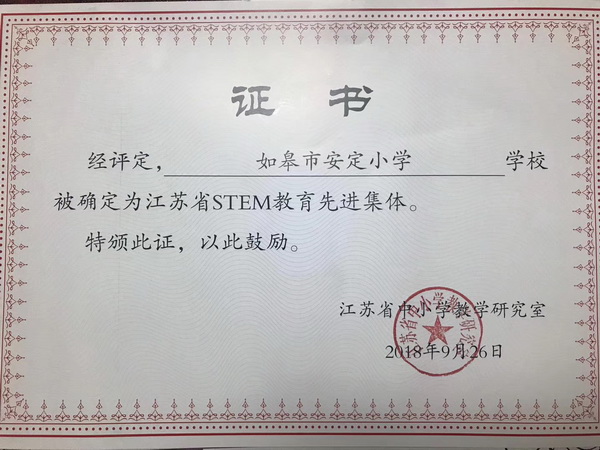 证 书
经评定， 如皋市安定小学 学校
被确定为江苏省STEM教育先进集体。
特颁此证，以此鼓励。
江苏省中小学教学研究室
2018年9月26日